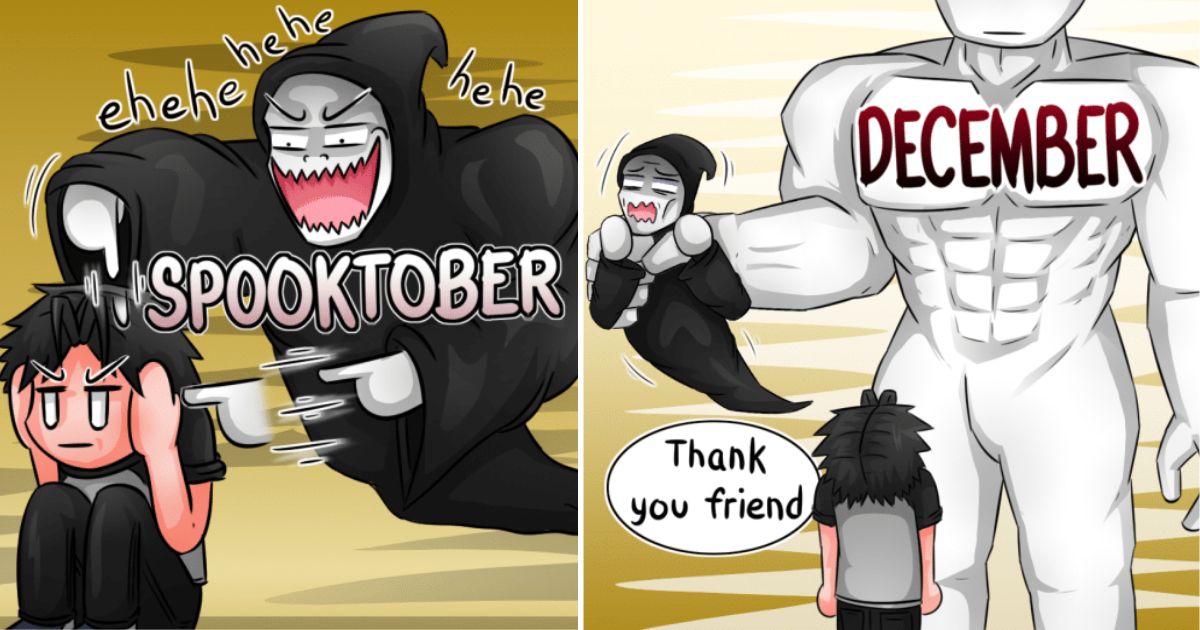 ehehe
hehe
hehe
SPOOKTOBER
DECEMBER
Thank
you friend